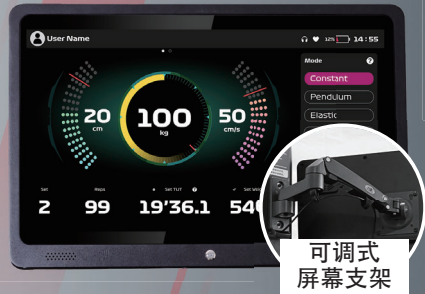 User Name
12% 14:55
Mode
Constant
Pendulum
Elastic
20
cm
100
kg
50
cm/s
Set
Reps
Set TUT
2
99
19'36.1
可调式
屏幕支架